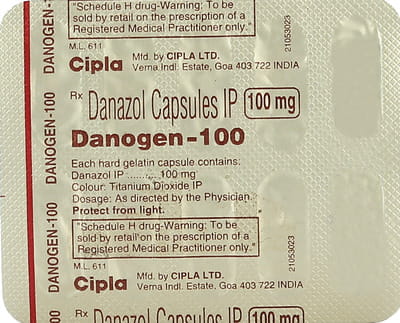 "Schedule H drug-Warning: To be
sold by retail on the prescription of a
Registered Medical Practitioner only."
M.L. 611
Cipla
Mfd. by CIPLA LTD.
Verna Indl. Estate, Goa 403 722 INDIA
21053023
DANOGEN-100
Rx Danazol Capsules IP 100 mg
Danogen-100
Each hard gelatin capsule contains:
Danazol IP ........... 100 mg
Colour: Titanium Dioxide IP
Dosage: As directed by the Physician.
Protect from light.
DANOGEN-100
"Schedule H drug-Warning: To be
sold by retail on the prescription of a
Registered Medical Practitioner only."
M.L. 611
Cipla
Mfd. by CIPLA LTD.
Verna Indl. Estate, Goa 403 722 INDIA
21053023
DANOGEN-100
DANOGEN-100
Rx Danazol Capsules IP 100 mg